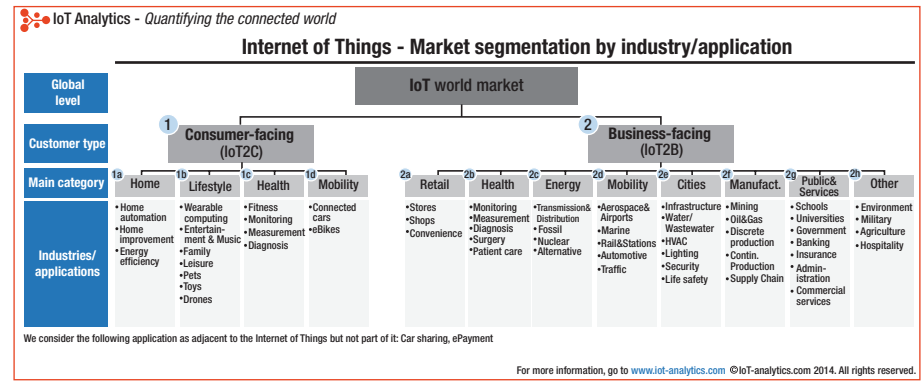 IoT Analytics - Quantifying the connected world
Internet of Things - Market segmentation by industry/application
Global
level
IoT world market
Customer type
1
Consumer-facing
(IoT2C)
2
Business-facing
(IoT2B)
Main category
1a
Home
1b
Lifestyle
1c
Health
1d
Mobility
2a
Retail
2b
Health
2c
Energy
2d
Mobility
2e
Cities
2f
Manufact.
2g
Public&
Services
2h
Other
Industries/
applications
•Home
automation
•Home
improvement
•Energy
efficiency
•Wearable
computing
•Entertain-
ment & Music
•Family
•Leisure
•Pets
•Toys
•Drones
•Fitness
•Monitoring
•Measurement
•Diagnosis
•Connected
cars
•eBikes
•Stores
•Shops
•Convenience
•Monitoring
•Measurement
•Diagnosis
•Surgery
•Patient care
•Transmission&
Distribution
•Fossil
•Nuclear
•Alternative
•Aerospace&
Airports
•Marine
•Rail&Stations
•Automotive
•Traffic
•Infrastructure
•Water/
Wastewater
•HVAC
•Lighting
•Security
•Life safety
•Mining
•Oil&Gas
•Discrete
production
•Contin.
Production
•Supply Chain
•Schools
•Universities
•Government
•Banking
•Insurance
•Admin-
istration
•Commercial
services
•Environment
•Military
•Agriculture
•Hospitality
We consider the following application as adjacent to the Internet of Things but not part of it: Car sharing, ePayment
For more information, go to www.iot-analytics.com ©IoT-analytics.com 2014. All rights reserved.